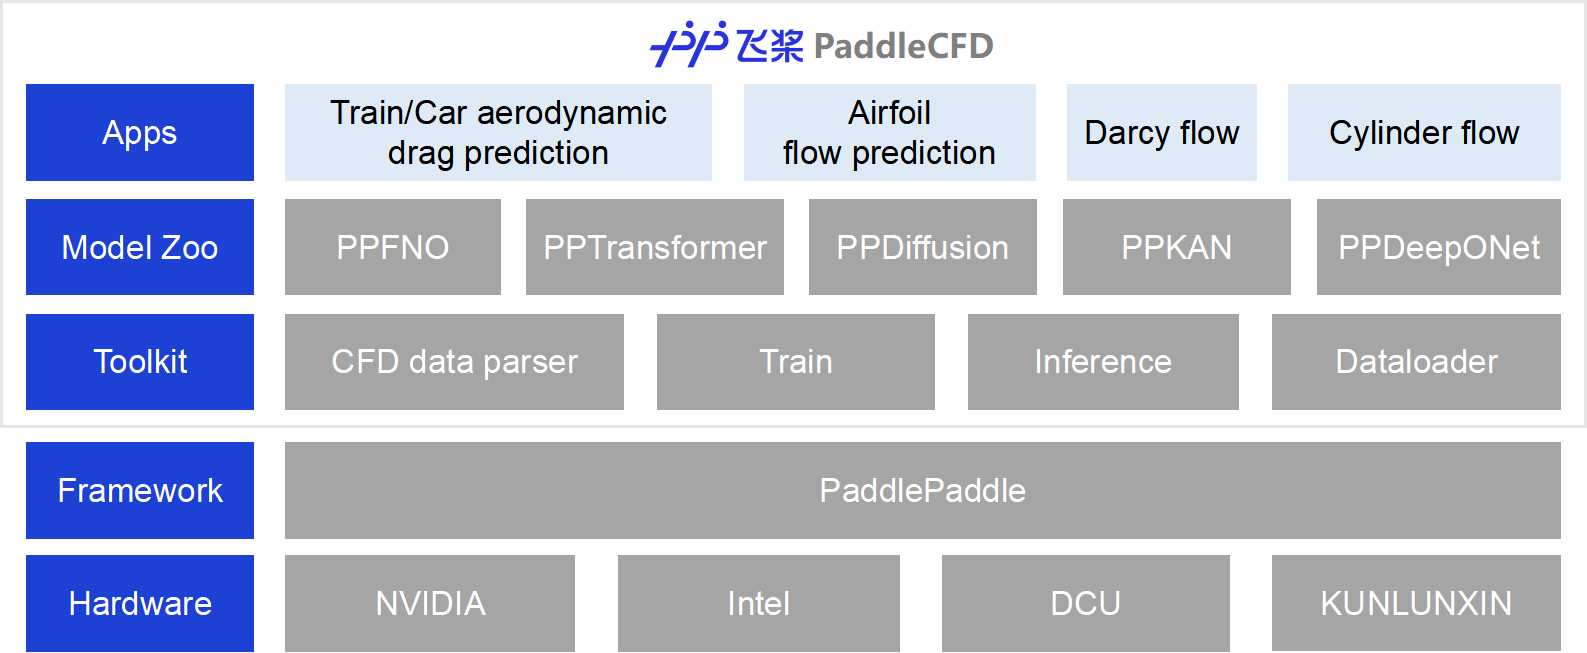 飞桨 PaddleCFD
Apps
Train/Car aerodynamic
drag prediction
Airfoil
flow prediction
Darcy flow
Cylinder flow
Model Zoo
PPFNO
PPTransformer
PPDiffusion
PPKAN
PPDeepONet
Toolkit
CFD data parser
Train
Inference
Dataloader
Framework
PaddlePaddle
Hardware
NVIDIA
Intel
DCU
KUNLUNXIN